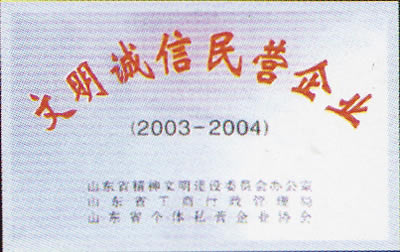 文明诚信民营企业
(2003-2004)
山东省精神文明建设委员会办公室
山东省工商行政管理局
山东省个体私营企业协会